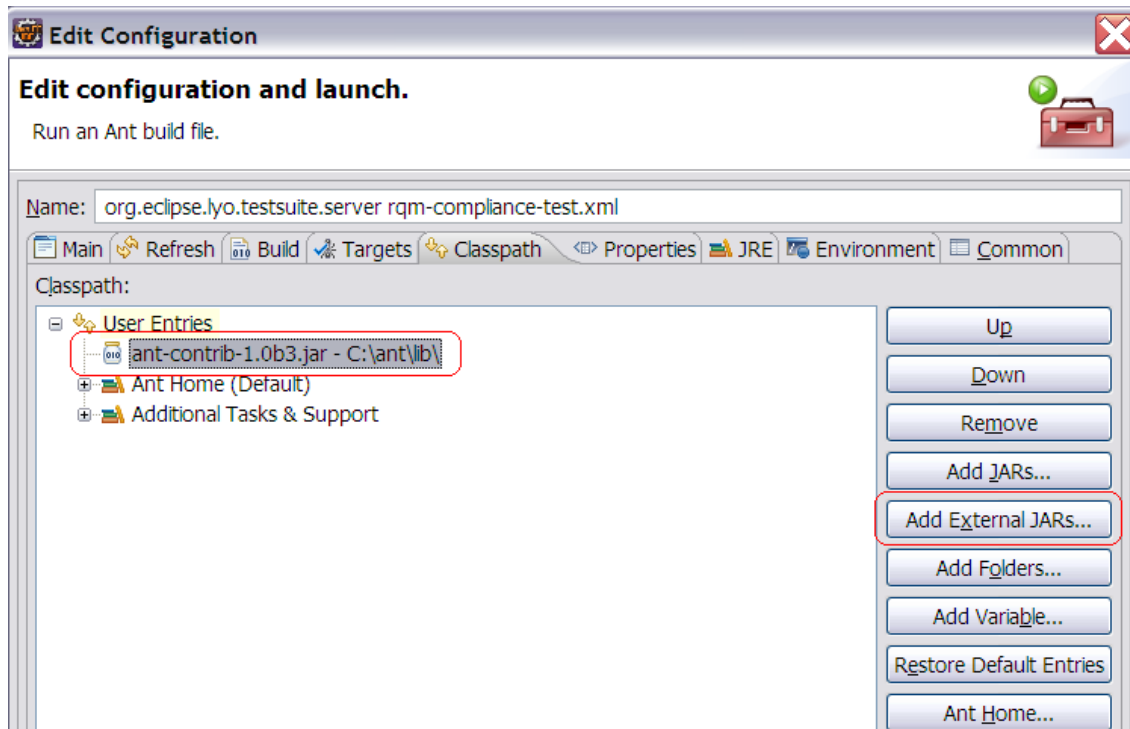 Edit Configuration
Edit configuration and launch.
Run an Ant build file.
Name: org.eclipse.lyo.testsuite.server rqm-compliance-test.xml
Main Refresh Build Targets Classpath Properties JRE Environment Common
Classpath:
User Entries
ant-contrib-1.0b3.jar - C:\ant\lib\
Ant Home (Default)
Additional Tasks & Support
Up
Down
Remove
Add JARs...
Add External JARs...
Add Folders...
Add Variable...
Restore Default Entries
Ant Home...